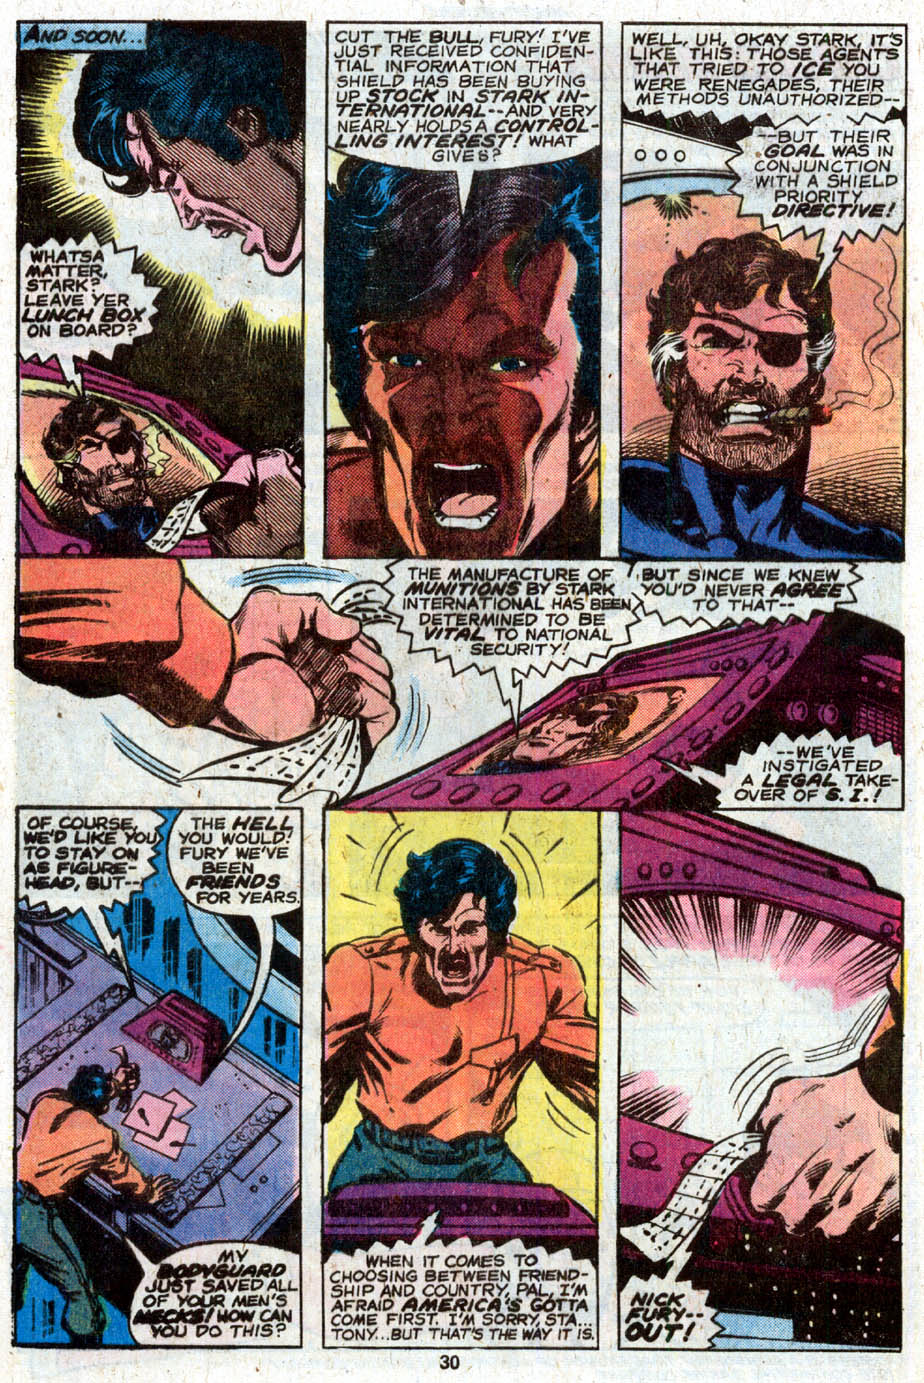 AND SOON...
WHATSA
MATTER,
STARK?
LEAVE YER
LUNCH BOX
ON BOARD?
CUT THE BULL, FURY! I'VE
JUST RECEIVED CONFIDEN-
TIAL INFORMATION THAT
SHIELD HAS BEEN BUYING
UP STOCK IN STARK IN-
TERNATIONAL--AND VERY
NEARLY HOLDS A CONTROL-
LING INTEREST! WHAT
GIVES?
WELL, UH, OKAY STARK, IT'S
LIKE THIS: THOSE AGENTS
THAT TRIED TO ICE YOU
WERE RENEGADES, THEIR
METHODS UNAUTHORIZED--
--BUT THEIR
GOAL WAS IN
CONJUNCTION
WITH A SHIELD
PRIORITY
DIRECTIVE!
THE MANUFACTURE OF
MUNITIONS BY STARK
INTERNATIONAL HAS BEEN
DETERMINED TO BE
VITAL TO NATIONAL
SECURITY!
BUT SINCE WE KNEW
YOU'D NEVER AGREE
TO THAT--
--WE'VE
INSTIGATED
A LEGAL TAKE-
OVER OF S.I.!
OF COURSE,
WE'D LIKE YOU
TO STAY ON
AS FIGURE-
HEAD, BUT--
THE HELL
YOU WOULD!
FURY WE'VE
BEEN
FRIENDS
FOR YEARS.
MY
BODYGUARD
JUST SAVED ALL
OF YOUR MEN'S
NECKS! HOW CAN
YOU DO THIS?
WHEN IT COMES TO
CHOOSING BETWEEN FRIEND-
SHIP AND COUNTRY, PAL, I'M
AFRAID AMERICA'S GOTTA
COME FIRST. I'M SORRY, STA...
TONY...BUT THAT'S THE WAY IT IS.
NICK
FURY--
OUT!
30